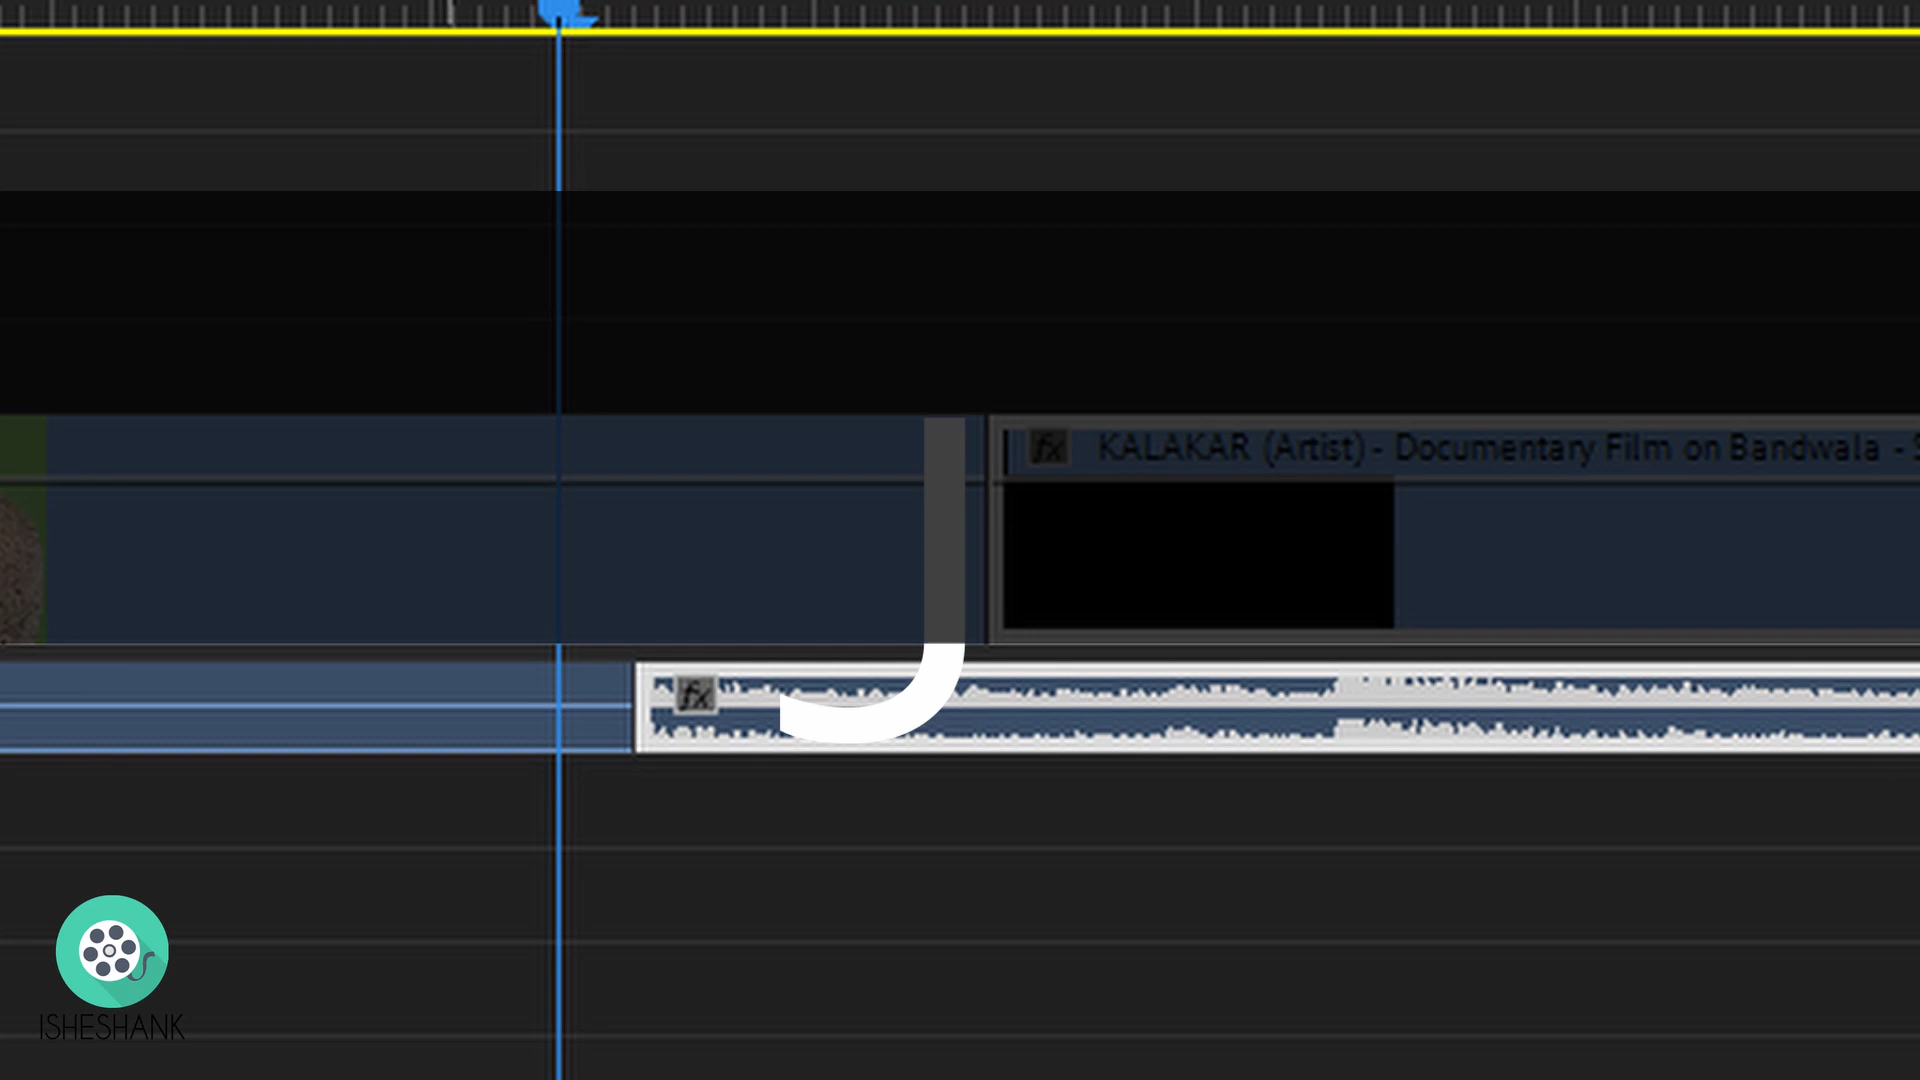 fx KALAKAR (Artist) - Documentary Film on Bandwala - S
fx
J
ISHESHANK